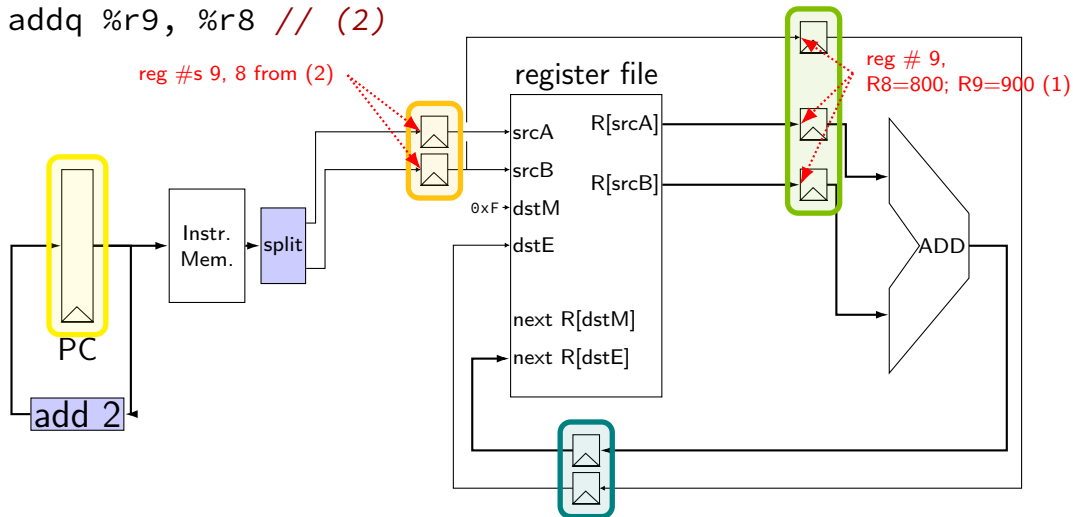 addq %r9, %r8 // (2)
reg #s 9, 8 from (2)
register file
reg # 9,
R8=800; R9=900 (1)
srcA
R[srcA]
srcB
R[srcB]
0xF
dstM
dstE
Instr.
Mem.
split
ADD
next R[dstM]
next R[dstE]
PC
add 2